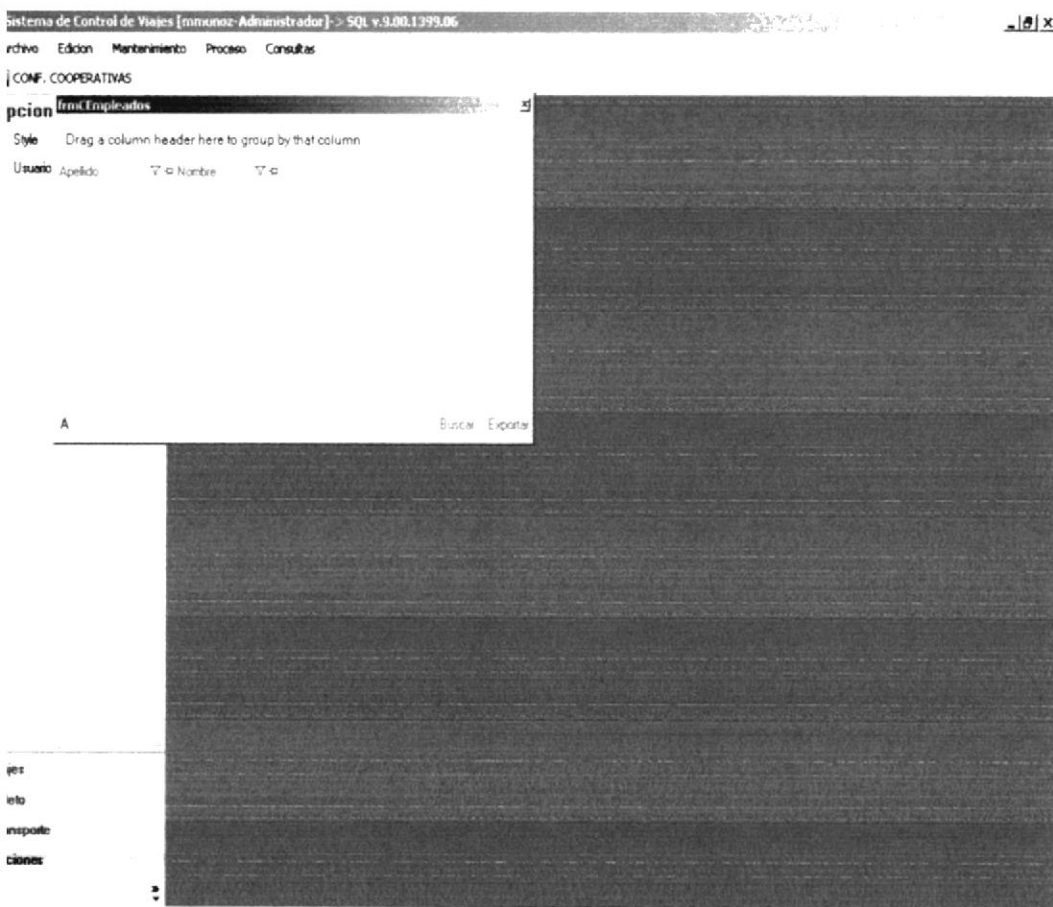 Sistema de Control de Viajes [mmunoz-Administrador]-> SQL v.9.00.1399.06
rchivo Edicion Mantenimiento Proceso Consultas
CONF. COOPERATIVAS
pcion
frmCEmpleados
Style
Drag a column header here to group by that column
Usuario
Apellido Nombre
A
Buscar Exportar
jes
leto
ansporte
ciones